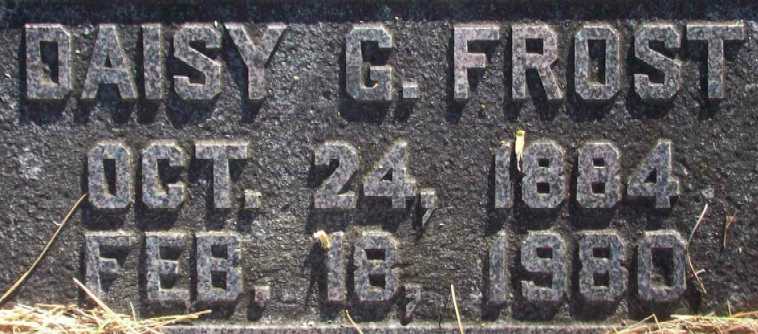 DAISY G. FROST
OCT. 24, 1884
FEB. 18, 1980